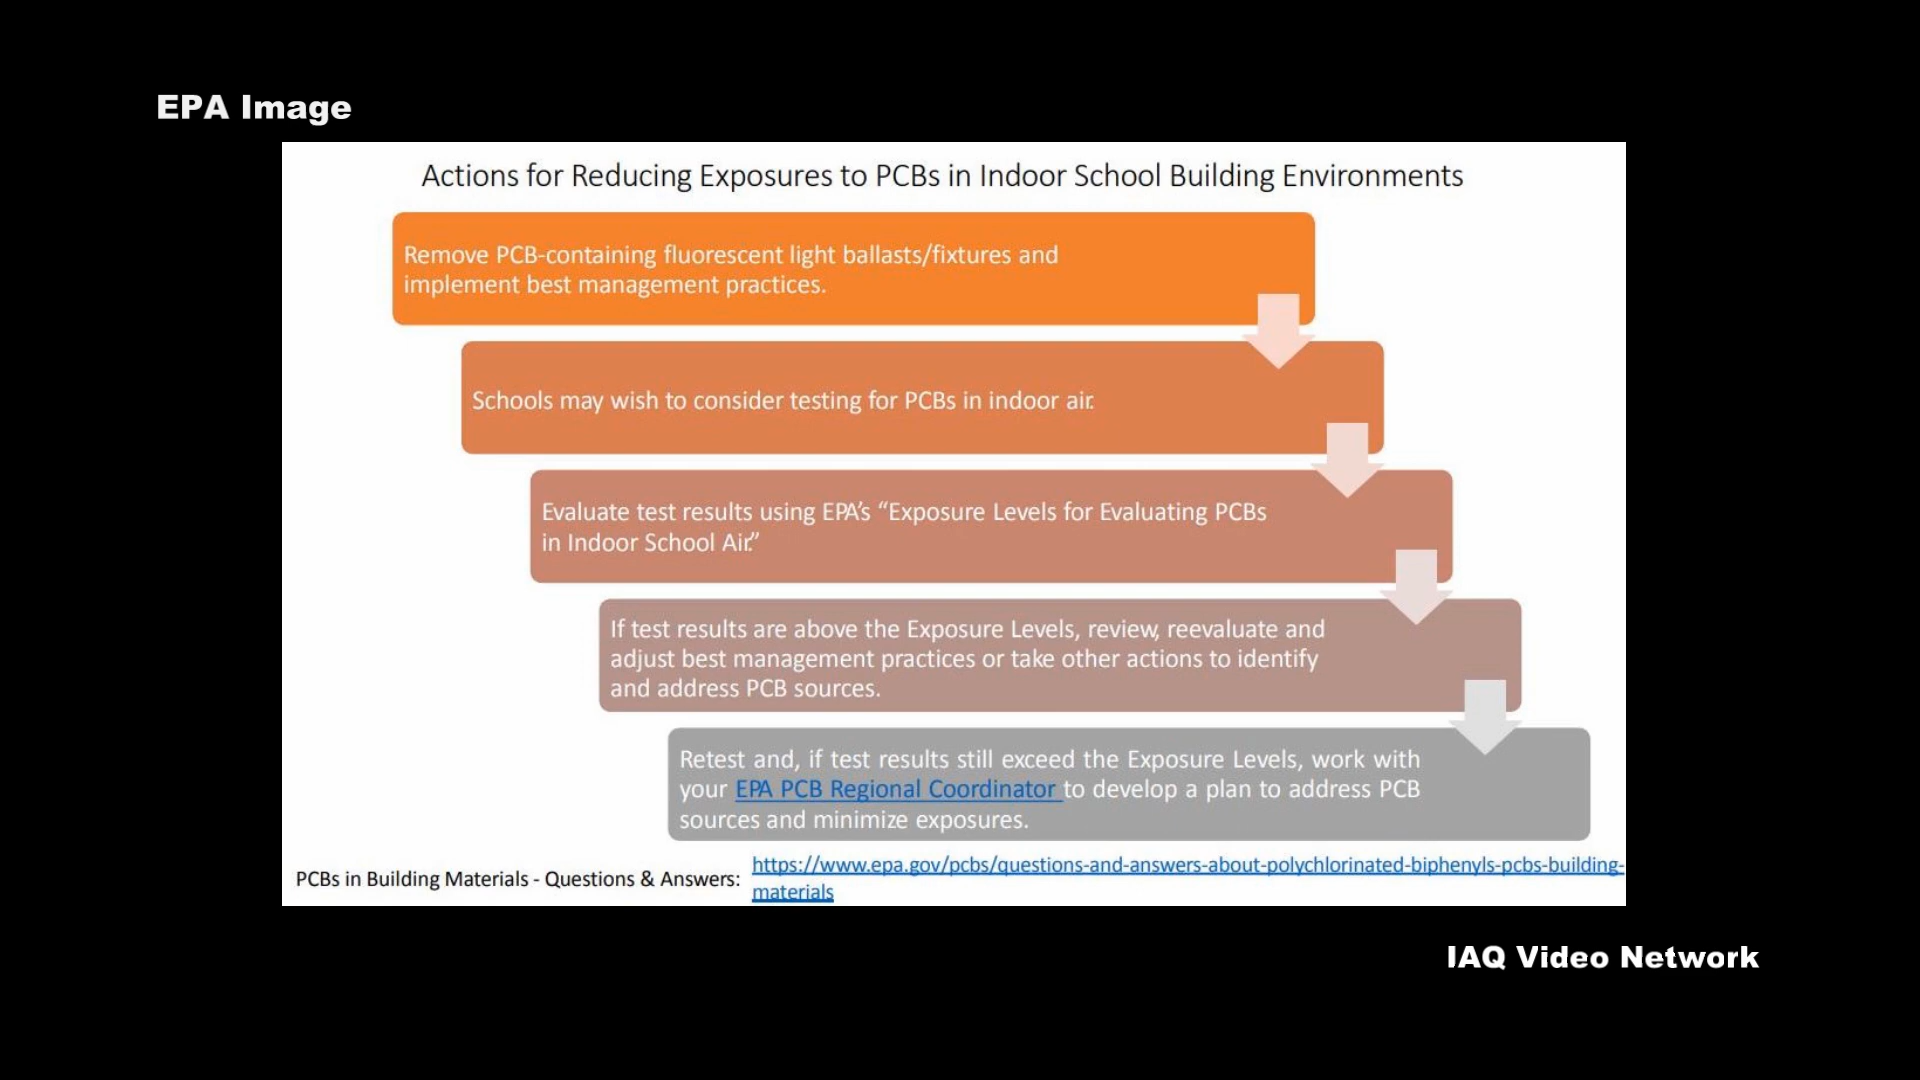 EPA Image
Actions for Reducing Exposures to PCBs in Indoor School Building Environments
Remove PCB-containing fluorescent light ballasts/fixtures and
implement best management practices.
Schools may wish to consider testing for PCBs in indoor air.
Evaluate test results using EPA’s “Exposure Levels for Evaluating PCBs
in Indoor School Air.”
If test results are above the Exposure Levels, review, reevaluate and
adjust best management practices or take other actions to identify
and address PCB sources.
Retest and, if test results still exceed the Exposure Levels, work with
your EPA PCB Regional Coordinator to develop a plan to address PCB
sources and minimize exposures.
PCBs in Building Materials - Questions & Answers:
https://www.epa.gov/pcbs/questions-and-answers-about-polychlorinated-biphenyls-pcbs-building-
materials
IAQ Video Network